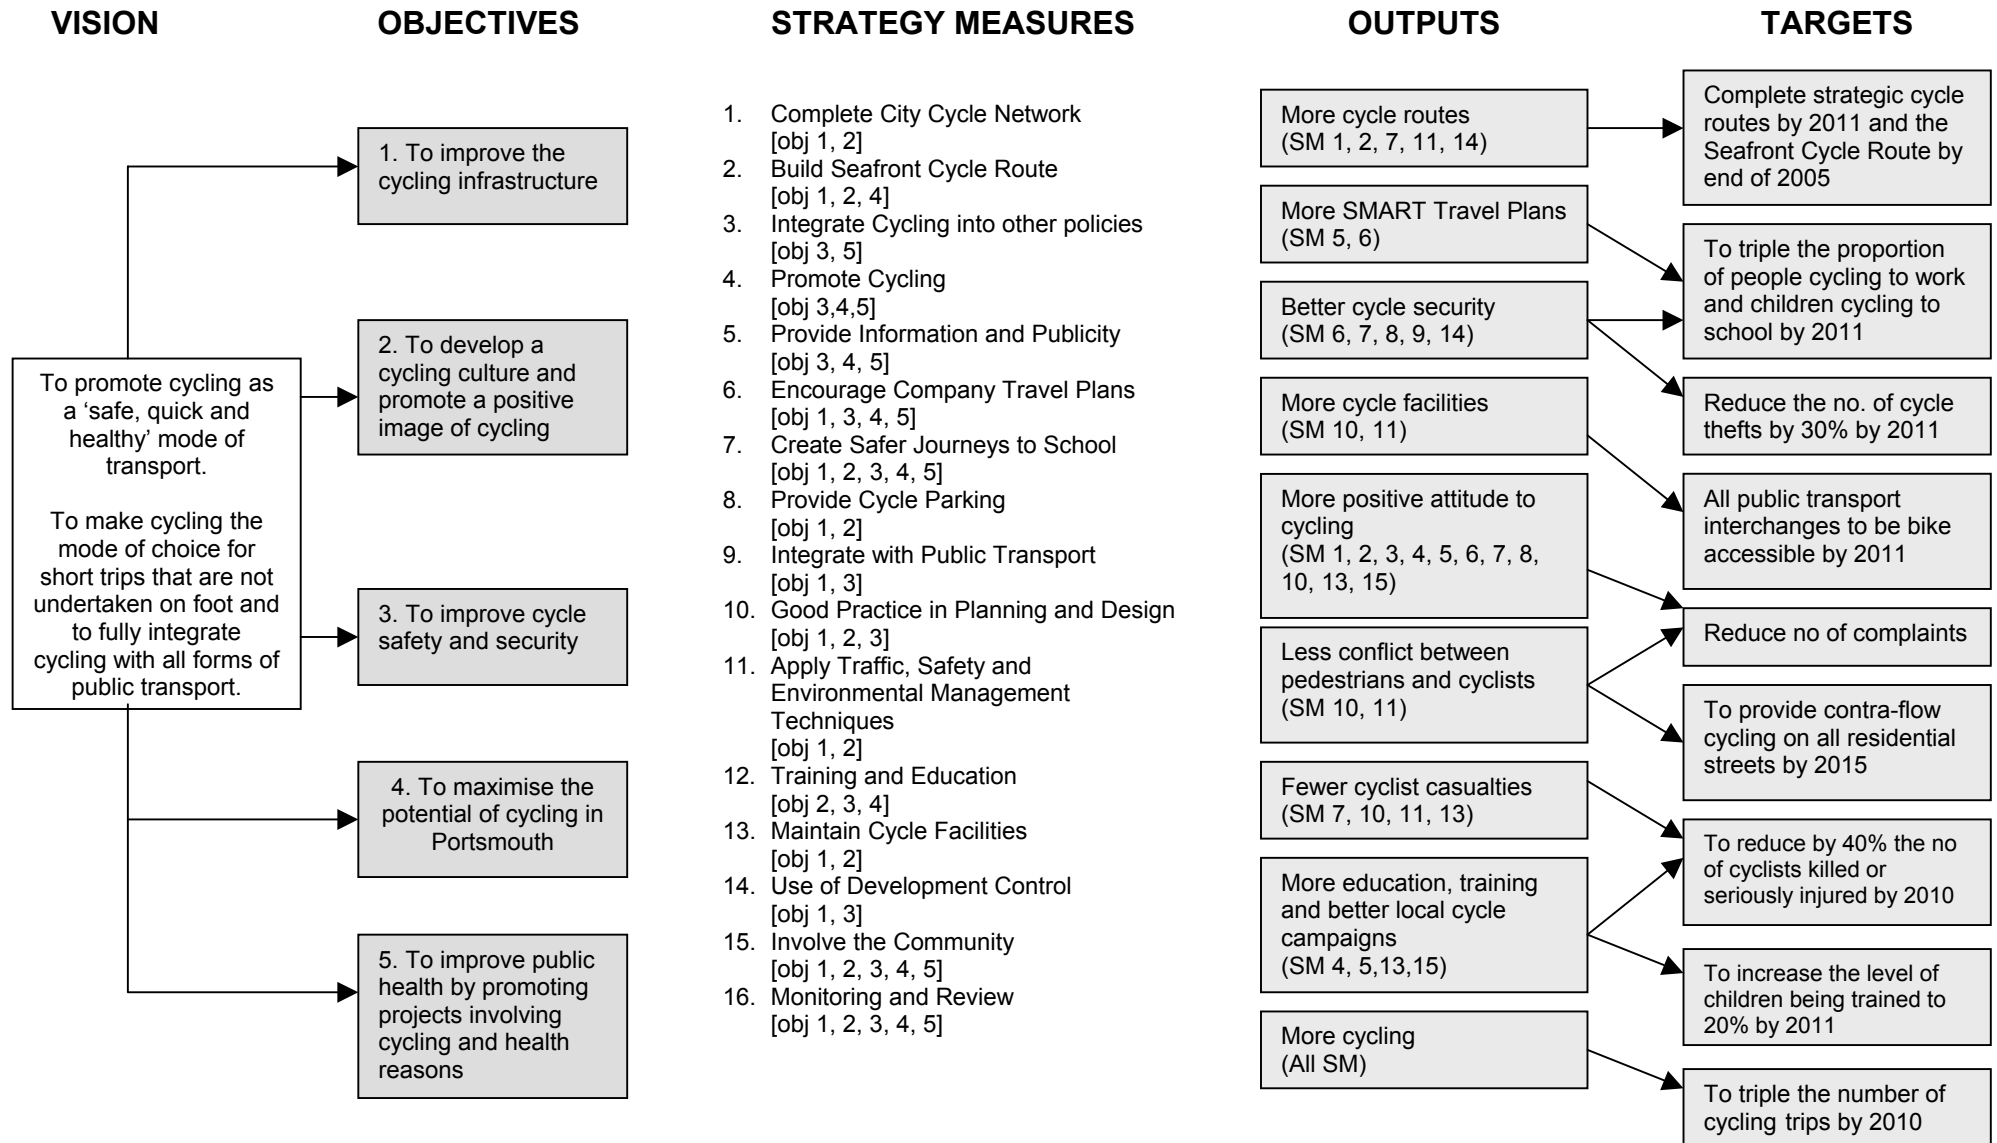 VISION
OBJECTIVES
STRATEGY MEASURES
OUTPUTS
TARGETS
To promote cycling as
a ‘safe, quick and
healthy’ mode of
transport.
To make cycling the
mode of choice for
short trips that are not
undertaken on foot and
to fully integrate
cycling with all forms of
public transport.
1. To improve the
cycling infrastructure
2. To develop a
cycling culture and
promote a positive
image of cycling
3. To improve cycle
safety and security
4. To maximise the
potential of cycling in
Portsmouth
5. To improve public
health by promoting
projects involving
cycling and health
reasons
1. Complete City Cycle Network
[obj 1, 2]
2. Build Seafront Cycle Route
[obj 1, 2, 4]
3. Integrate Cycling into other policies
[obj 3, 5]
4. Promote Cycling
[obj 3,4,5]
5. Provide Information and Publicity
[obj 3, 4, 5]
6. Encourage Company Travel Plans
[obj 1, 3, 4, 5]
7. Create Safer Journeys to School
[obj 1, 2, 3, 4, 5]
8. Provide Cycle Parking
[obj 1, 2]
9. Integrate with Public Transport
[obj 1, 3]
10. Good Practice in Planning and Design
[obj 1, 2, 3]
11. Apply Traffic, Safety and
Environmental Management
Techniques
[obj 1, 2]
12. Training and Education
[obj 2, 3, 4]
13. Maintain Cycle Facilities
[obj 1, 2]
14. Use of Development Control
[obj 1, 3]
15. Involve the Community
[obj 1, 2, 3, 4, 5]
16. Monitoring and Review
[obj 1, 2, 3, 4, 5]
More cycle routes
(SM 1, 2, 7, 11, 14)
More SMART Travel Plans
(SM 5, 6)
Better cycle security
(SM 6, 7, 8, 9, 14)
More cycle facilities
(SM 10, 11)
More positive attitude to
cycling
(SM 1, 2, 3, 4, 5, 6, 7, 8,
10, 13, 15)
Less conflict between
pedestrians and cyclists
(SM 10, 11)
Fewer cyclist casualties
(SM 7, 10, 11, 13)
More education, training
and better local cycle
campaigns
(SM 4, 5,13,15)
More cycling
(All SM)
Complete strategic cycle
routes by 2011 and the
Seafront Cycle Route by
end of 2005
To triple the proportion
of people cycling to work
and children cycling to
school by 2011
Reduce the no. of cycle
thefts by 30% by 2011
All public transport
interchanges to be bike
accessible by 2011
Reduce no of complaints
To provide contra-flow
cycling on all residential
streets by 2015
To reduce by 40% the no
of cyclists killed or
seriously injured by 2010
To increase the level of
children being trained to
20% by 2011
To triple the number of
cycling trips by 2010